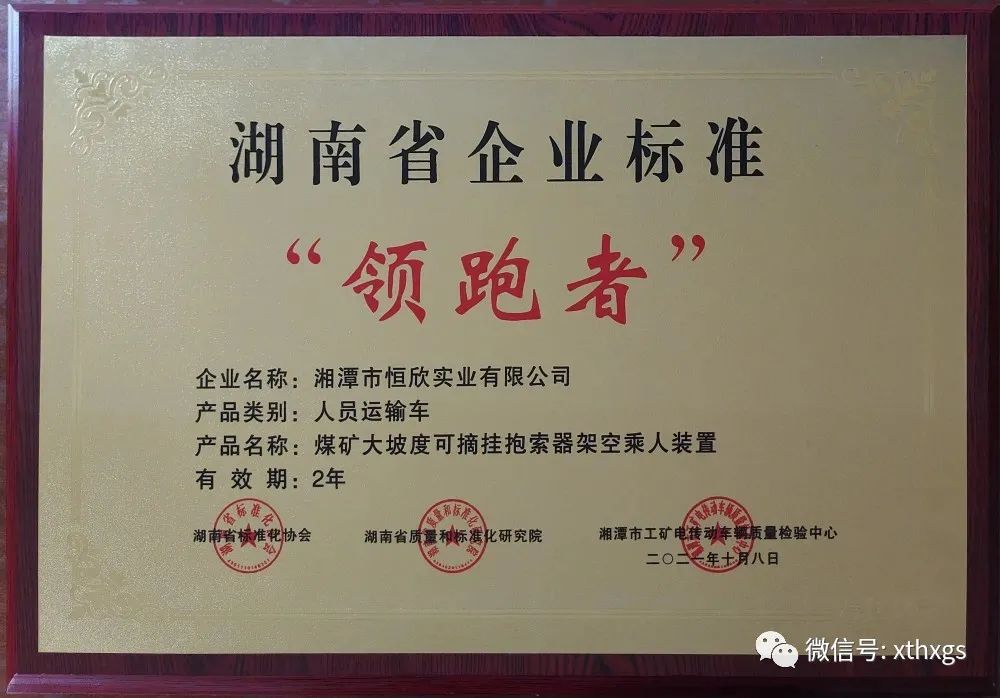 湖南省企业标准
“领跑者”
企业名称：湘潭市恒欣实业有限公司
产品类别：人员运输车
产品名称：煤矿大坡度可摘挂抱索器架空乘人装置
有 效 期：2年
湖南省标准化协会
湖南省质量和标准化研究院
湘潭市工矿电传动车辆质量检验中心
二〇二一年十月八日
微信号: xthxgs